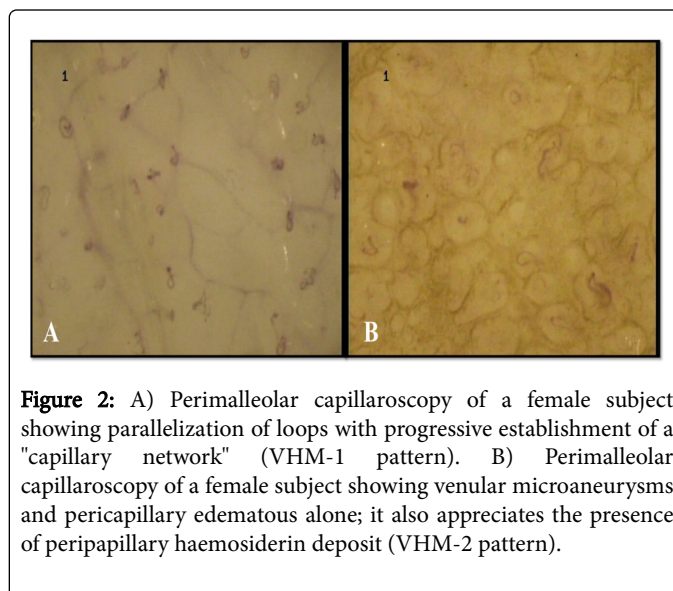 1
1
A
B
Figure 2: A) Perimalleolar capillaroscopy of a female subject
showing parallelization of loops with progressive establishment of a
"capillary network" (VHM-1 pattern). B) Perimalleolar
capillaroscopy of a female subject showing venular microaneurysms
and pericapillary edematous alone; it also appreciates the presence
of peripapillary haemosiderin deposit (VHM-2 pattern).